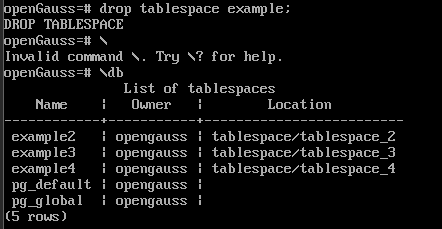 openGauss=# drop tablespace example;
DROP TABLESPACE
openGauss=# \
Invalid command \. Try \? for help.
openGauss=# \db
               List of tablespaces
    Name    |   Owner   |         Location
------------+-----------+--------------------------
 example2   | opengauss | tablespace/tablespace_2
 example3   | opengauss | tablespace/tablespace_3
 example4   | opengauss | tablespace/tablespace_4
 pg_default | opengauss |
 pg_global  | opengauss |
(5 rows)